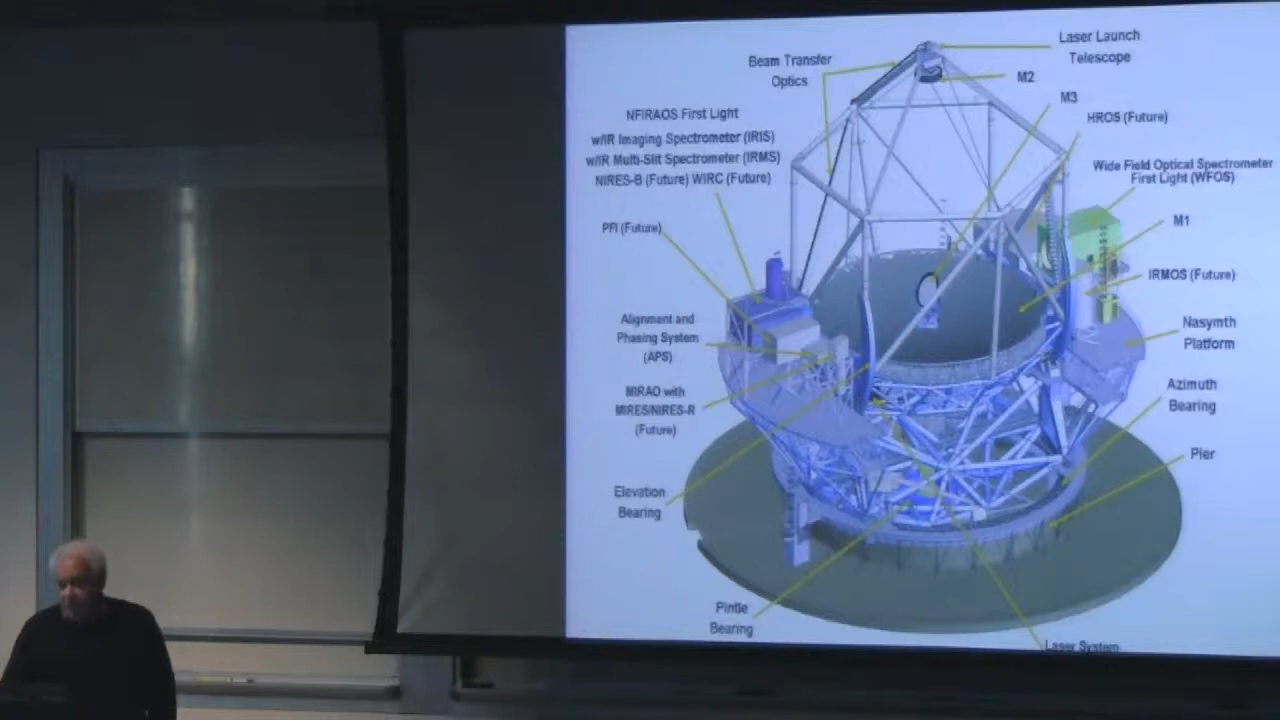 Laser Launch
Telescope
Beam Transfer
Optics
M2
M3
NFIRAOS First Light
w/IR Imaging Spectrometer (IRIS)
w/IR Multi-Slit Spectrometer (IRMS)
NIRES-B (Future) WIRC (Future)
HROS (Future)
Wide Field Optical Spectrometer
First Light (WFOS)
PFI (Future)
M1
IRMOS (Future)
Alignment and
Phasing System
(APS)
Nasymth
Platform
MIRAO with
MIRES/NIRES-R
(Future)
Azimuth
Bearing
Pier
Elevation
Bearing
Pintle
Bearing
Laser System